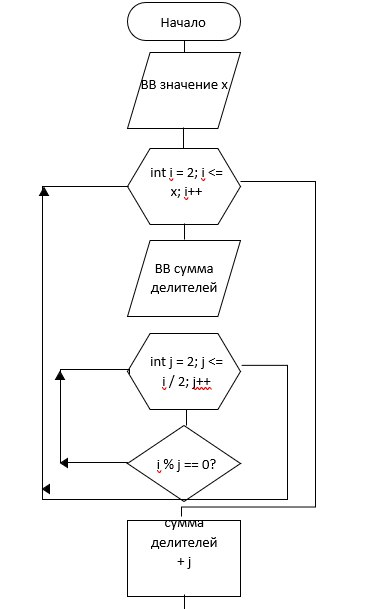 Начало
ВВ значение x
int i = 2; i <=
x; i++
ВВ сумма
делителей
int j = 2; j <=
i / 2; j++
i % j == 0?
сумма
делителей
+ j